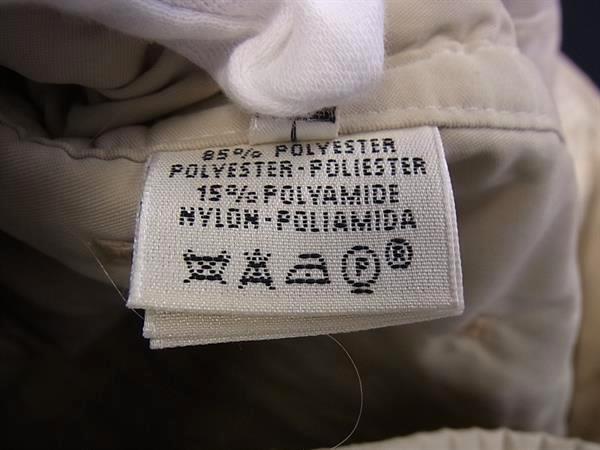 85% POLYESTER
POLYESTER-POLIESTER
15% POLYAMIDE
NYLON-POLIAMIDA
P ®